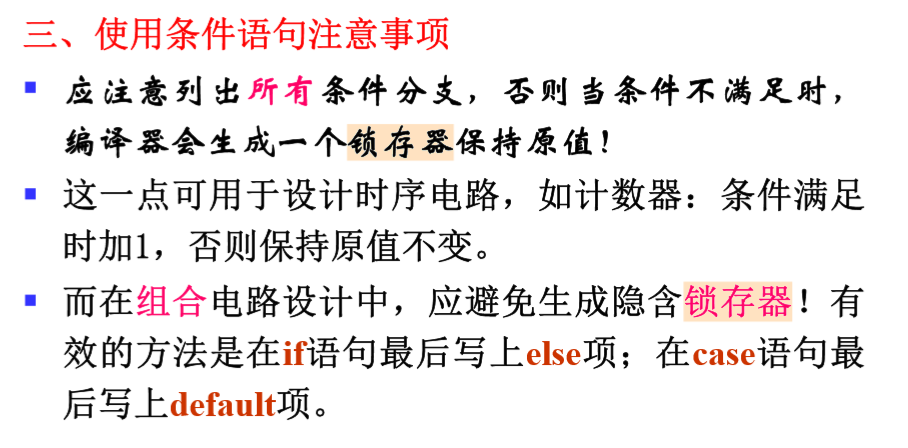 三、使用条件语句注意事项
应注意列出所有条件分支，否则当条件不满足时，
编译器会生成一个锁存器保持原值！
这一点可用于设计时序电路，如计数器：条件满足
时加1，否则保持原值不变。
而在组合电路设计中，应避免生成隐含锁存器！有
效的方法是在if语句最后写上else项；在case语句最
后写上default项。